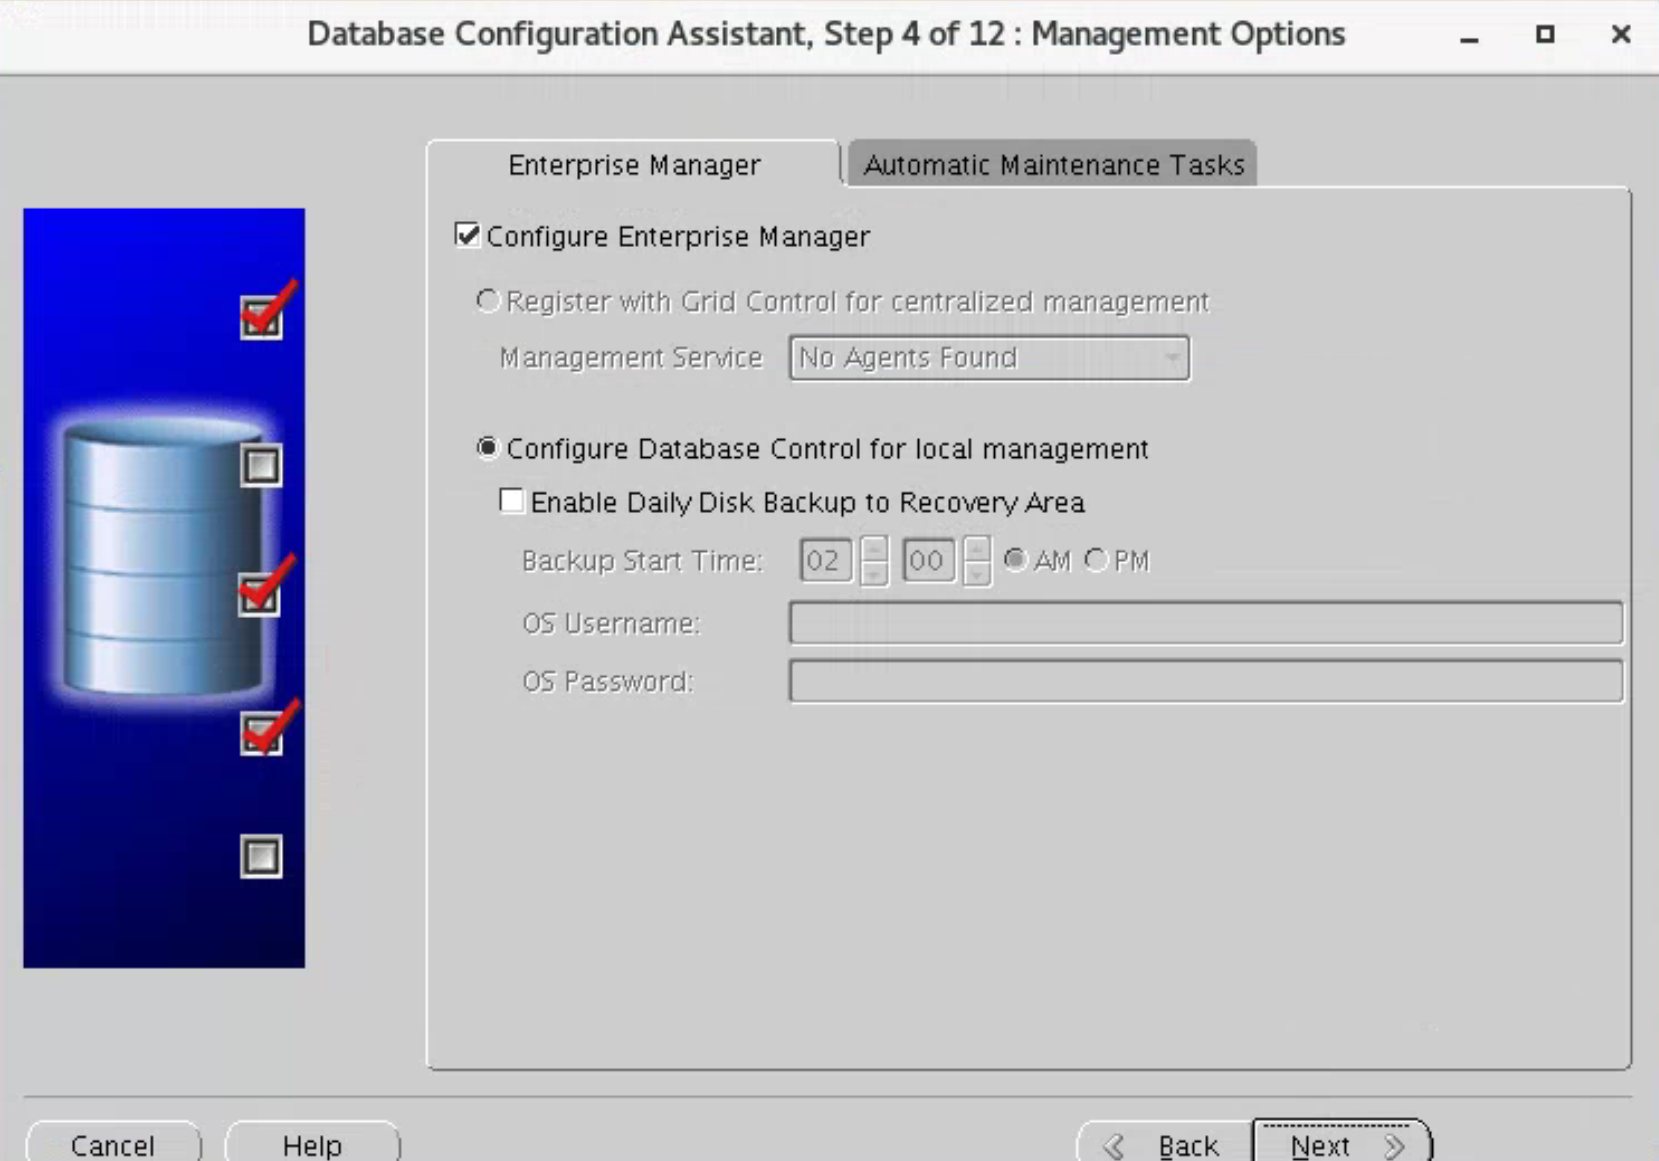 Database Configuration Assistant, Step 4 of 12 : Management Options
Enterprise Manager
Automatic Maintenance Tasks
Configure Enterprise Manager
Register with Grid Control for centralized management
Management Service No Agents Found
Configure Database Control for local management
Enable Daily Disk Backup to Recovery Area
Backup Start Time: 02 00 AM PM
OS Username:
OS Password:
Cancel
Help
Back
Next